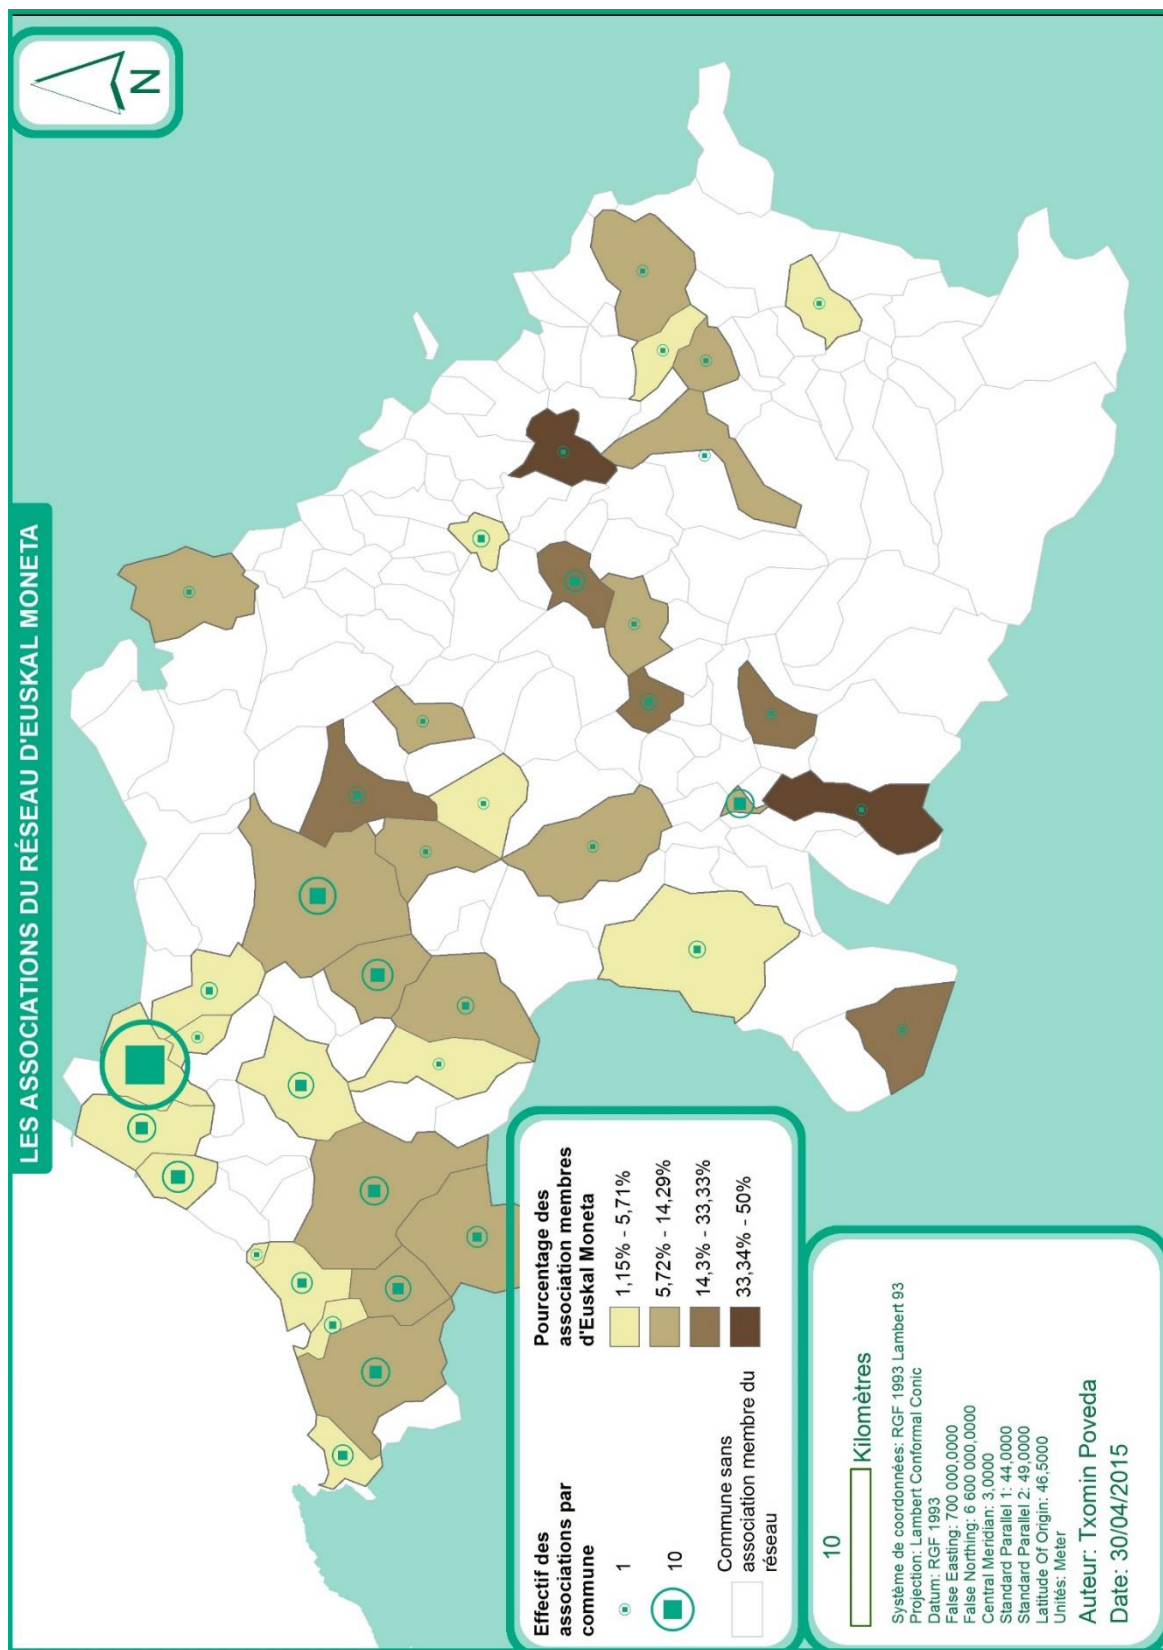 LES ASSOCIATIONS DU RÉSEAU D'EUSKAL MONETA
N
Effectif des
associations par
commune
1
10
Commune sans
association membre du
réseau
Pourcentage des
association membres
d'Euskal Moneta
1,15% - 5,71%
5,72% - 14,29%
14,3% - 33,33%
33,34% - 50%
10
Kilomètres
Système de coordonnées: RGF 1993 Lambert 93
Projection: Lambert Conformal Conic
Datum: RGF 1993
False Easting: 700 000,0000
False Northing: 6 600 000,0000
Central Meridian: 3,0000
Standard Parallel 1: 44,0000
Standard Parallel 2: 49,0000
Latitude Of Origin: 46,5000
Unités: Meter
Auteur: Txomin Poveda
Date: 30/04/2015